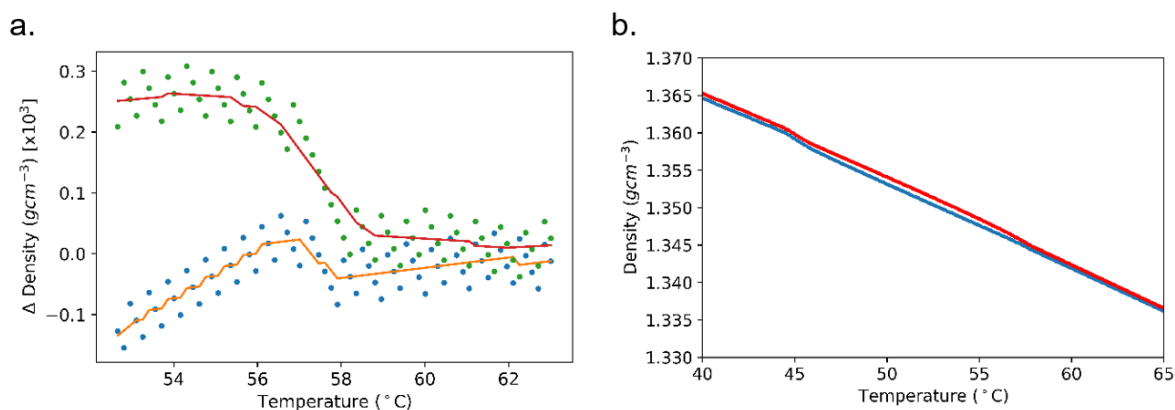 a.
Δ Density (gcm⁻³) [x10³]
0.3
0.2
0.1
0.0
−0.1
54 56 58 60 62
Temperature (°C)
b.
Density (gcm⁻³)
1.370
1.365
1.360
1.355
1.350
1.345
1.340
1.335
1.330
40 45 50 55 60 65
Temperature (°C)